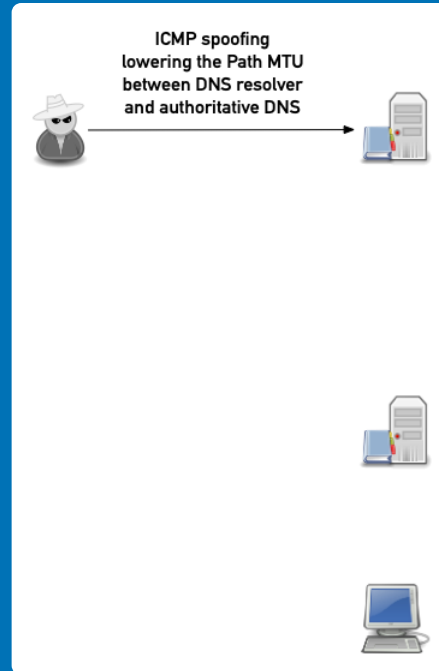 ICMP spoofing
lowering the Path MTU
between DNS resolver
and authoritative DNS